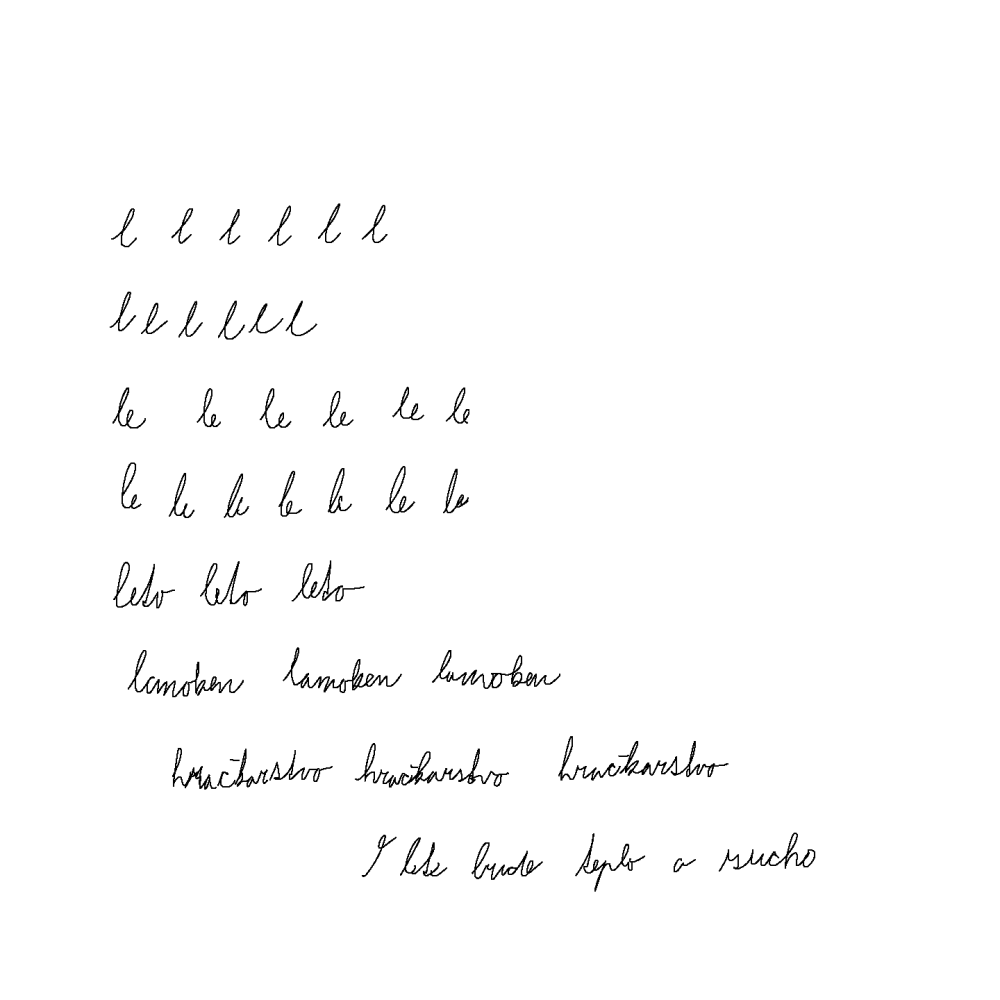 l l l l l l
l l l l l l
le le le le le le
le le le le le le le
leto leto leto
lamoken lamoken lamoken
hračkarstvo hračkarstvo hračkarstvo
V lete bude teplo a sucho